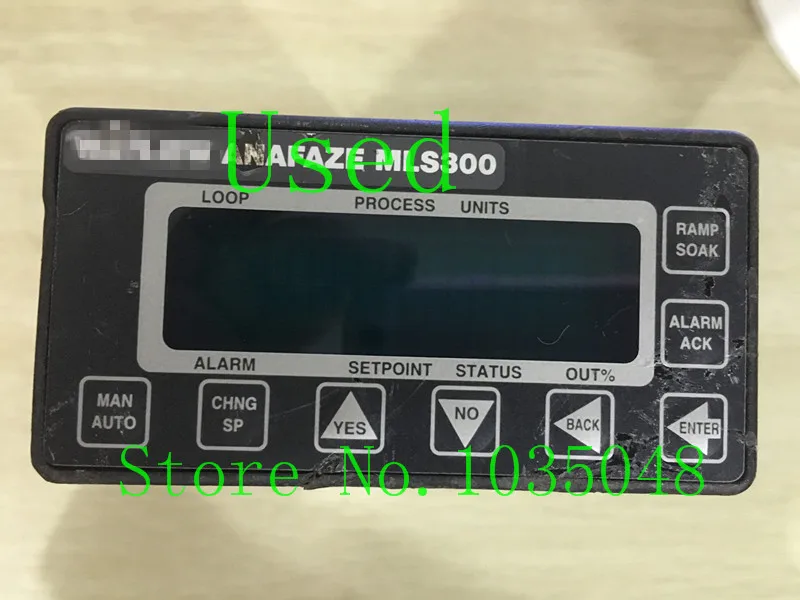 Used
ANAFAZE MLS300
LOOP PROCESS UNITS
RAMP
SOAK
ALARM
ACK
ALARM SETPOINT STATUS OUT%
MAN
AUTO
CHNG
SP
YES
NO
BACK
ENTER
Store No. 1035048